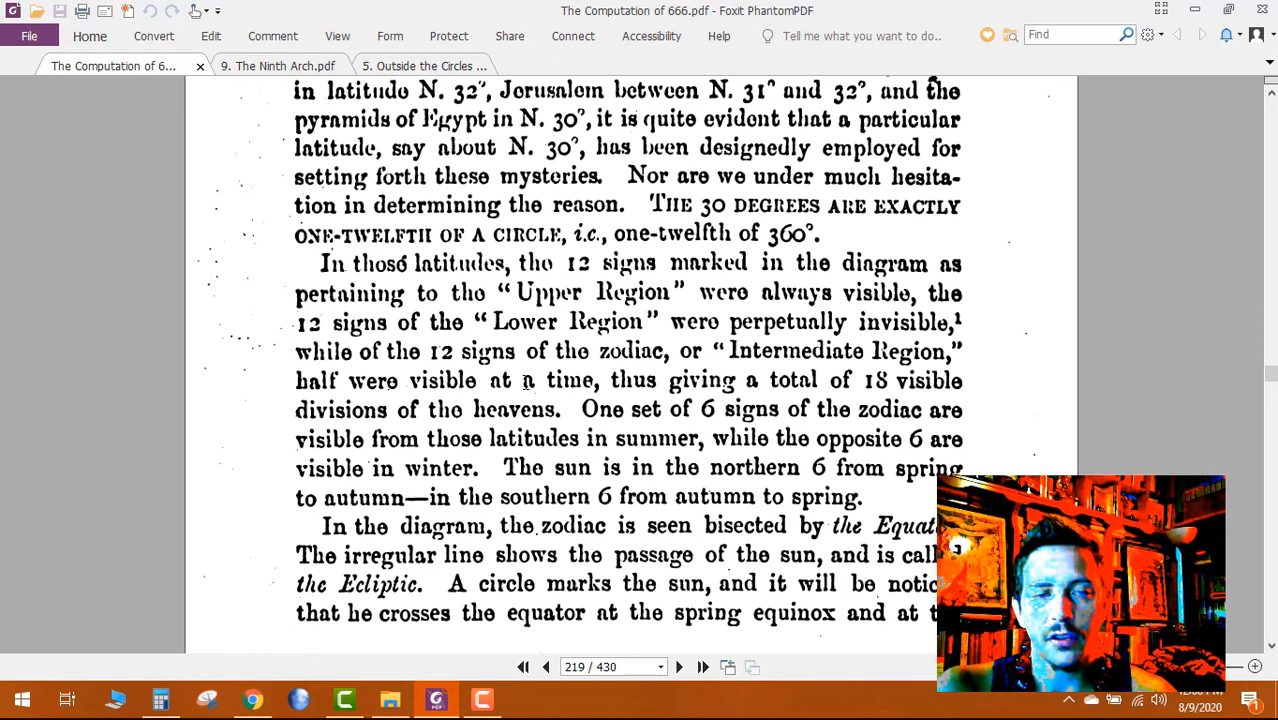 The Computation of 666.pdf - Foxit PhantomPDF
File Home Convert Edit Comment View Form Protect Share Connect Accessibility Help Tell me what you want to do.. Find
The Computation of 6... 9. The Ninth Arch.pdf 5. Outside the Circles ...
in latitude N. 32°, Jerusalem between N. 31° and 32°, and the
pyramids of Egypt in N. 30°, it is quite evident that a particular
latitude, say about N. 30°, has been designedly employed for
setting forth these mysteries. Nor are we under much hesita-
tion in determining the reason. THE 30 DEGREES ARE EXACTLY
ONE-TWELFTH OF A CIRCLE, i.e., one-twelfth of 360°.
In those latitudes, the 12 signs marked in the diagram as
pertaining to the “Upper Region” were always visible, the
12 signs of the “Lower Region” were perpetually invisible,¹
while of the 12 signs of the zodiac, or “Intermediate Region,”
half were visible at a time, thus giving a total of 18 visible
divisions of the heavens. One set of 6 signs of the zodiac are
visible from those latitudes in summer, while the opposite 6 are
visible in winter. The sun is in the northern 6 from spring
to autumn—in the southern 6 from autumn to spring.
In the diagram, the zodiac is seen bisected by the Equat
The irregular line shows the passage of the sun, and is call
the Ecliptic. A circle marks the sun, and it will be notic
that he crosses the equator at the spring equinox and at t
219 / 430
8/9/2020